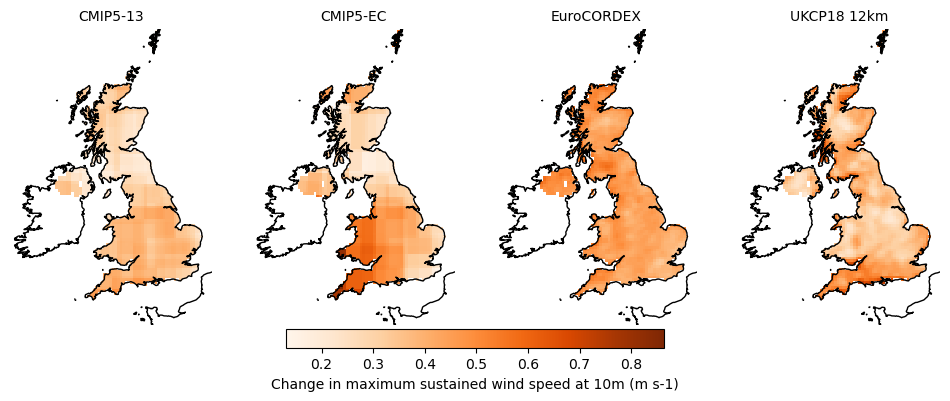 CMIP5-13 CMIP5-EC EuroCORDEX UKCP18 12km
0.2 0.3 0.4 0.5 0.6 0.7 0.8
Change in maximum sustained wind speed at 10m (m s-1)